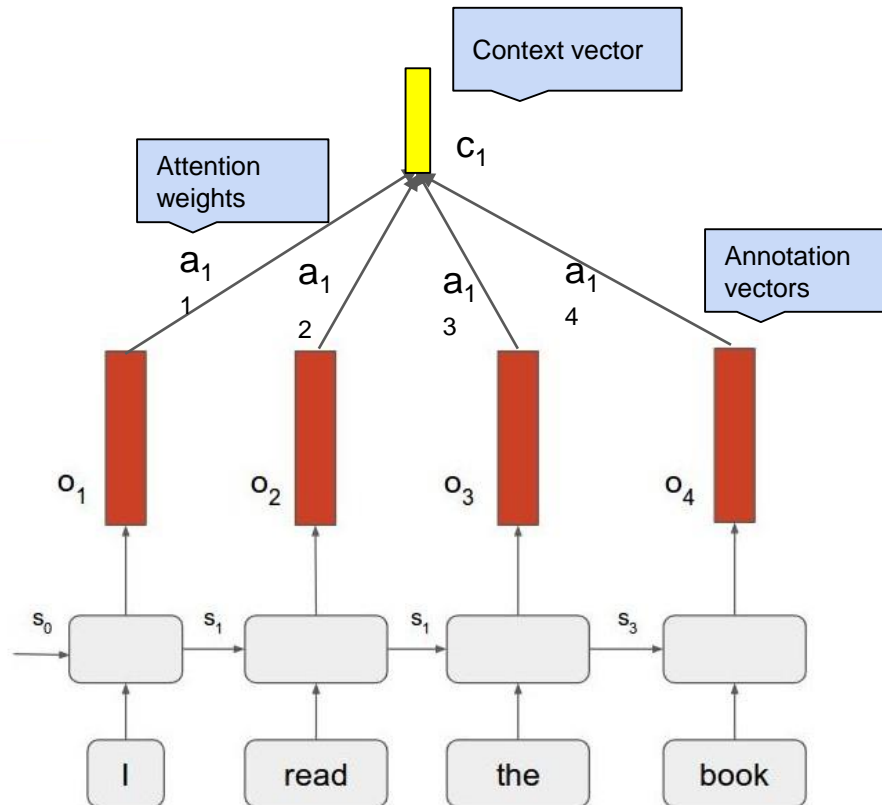 Context vector
c₁
Attention
weights
a₁
1
a₁
2
a₁
3
a₁
4
Annotation
vectors
o₁
o₂
o₃
o₄
s₀
s₁
s₁
s₃
I
read
the
book